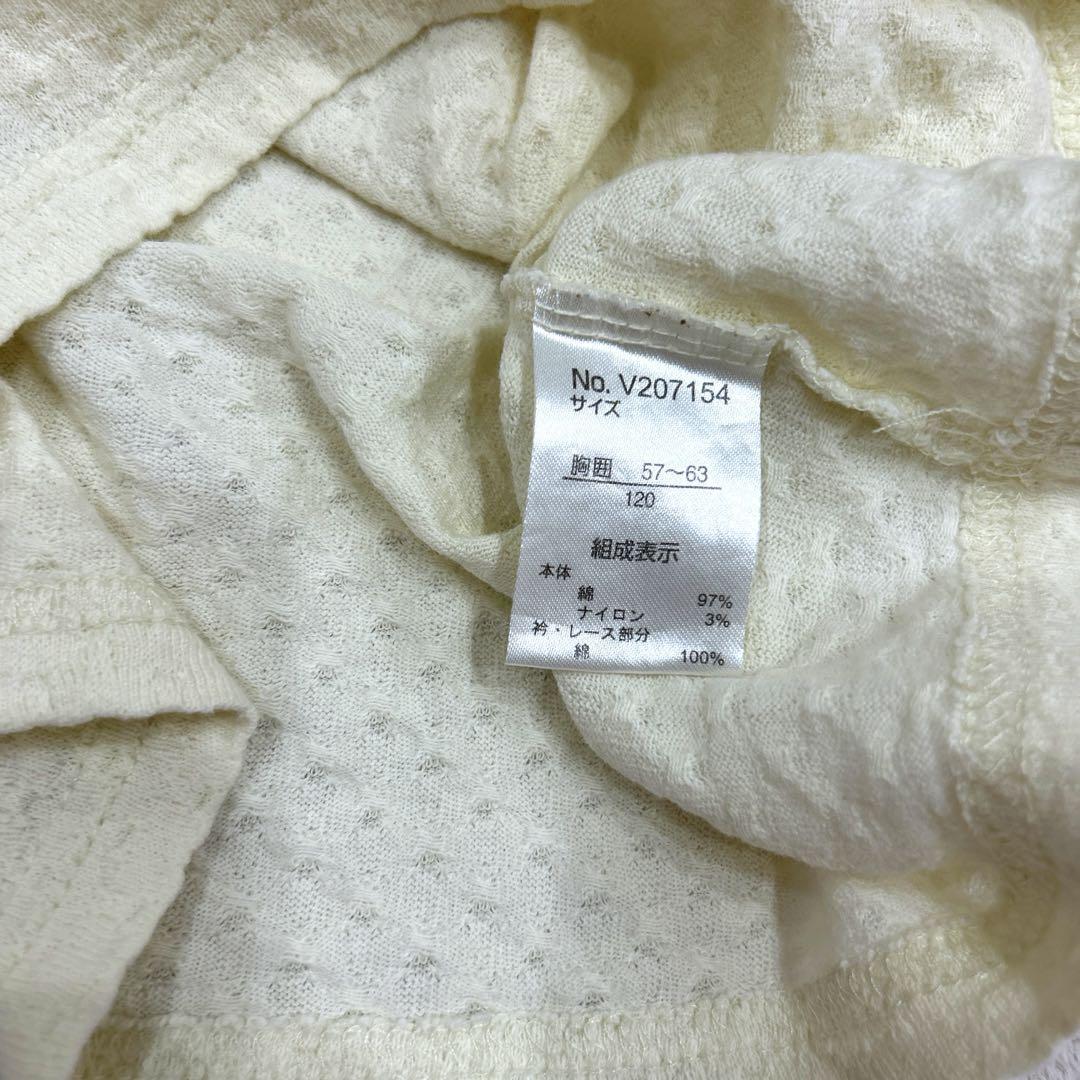 No. V207154
サイズ
胸囲 57～63
120
組成表示
本体
綿 97%
ナイロン 3%
衿・レース部分
綿 100%